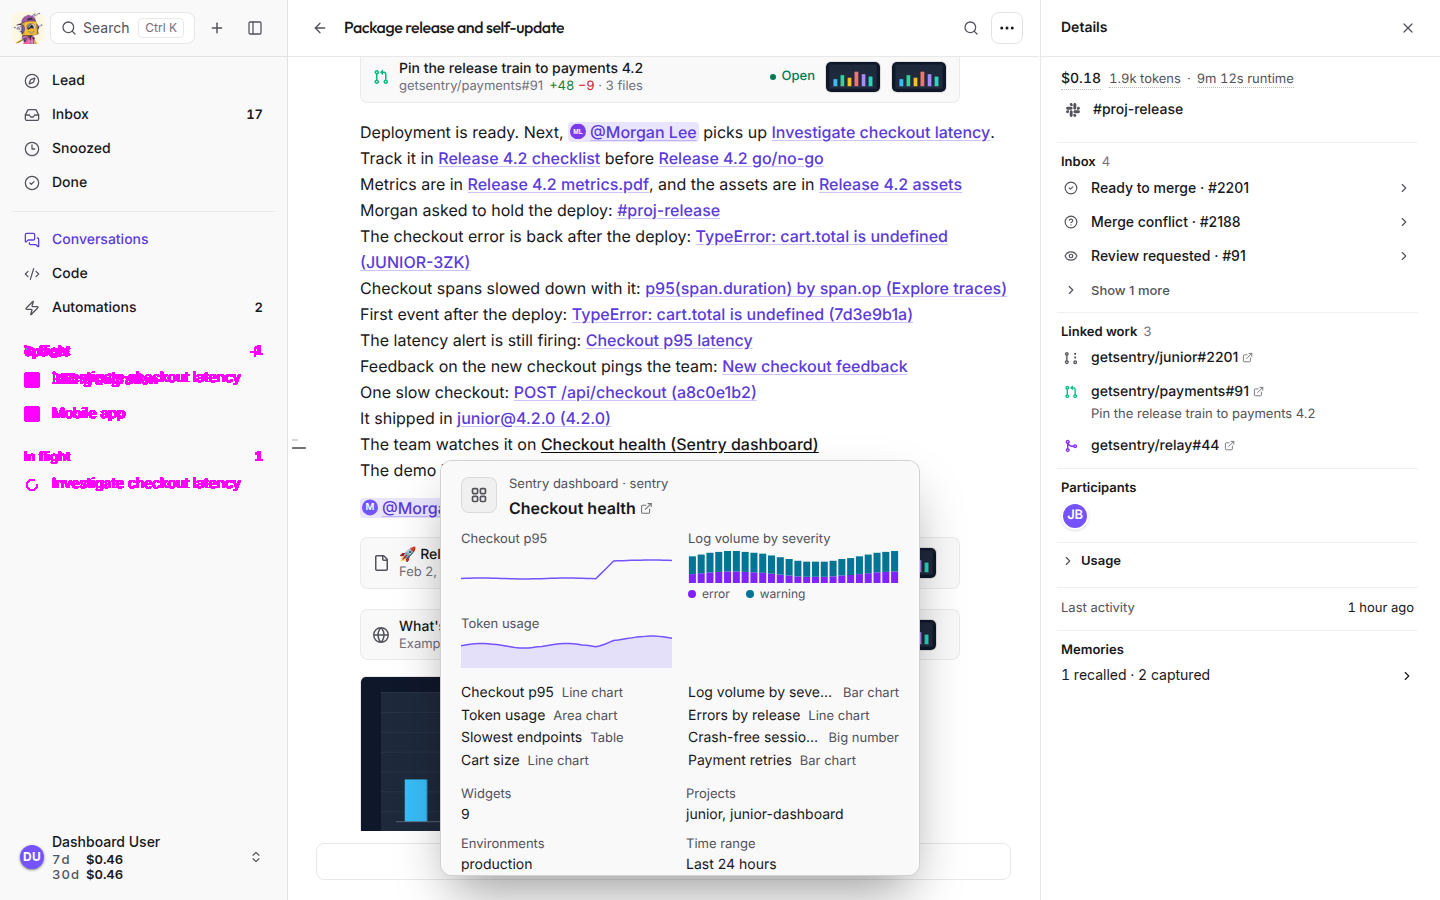 Search Ctrl K
Lead
Inbox 17
Snoozed
Done
Conversations
Code
Automations 2
Mobile app
In flight 1
Investigate checkout latency
DU Dashboard User
7d $0.46
30d $0.46
Package release and self-update
Pin the release train to payments 4.2
getsentry/payments#91 +48 −9 · 3 files
Open
Deployment is ready. Next, ML @Morgan Lee picks up Investigate checkout latency.
Track it in Release 4.2 checklist before Release 4.2 go/no-go
Metrics are in Release 4.2 metrics.pdf, and the assets are in Release 4.2 assets
Morgan asked to hold the deploy: #proj-release
The checkout error is back after the deploy: TypeError: cart.total is undefined
(JUNIOR-3ZK)
Checkout spans slowed down with it: p95(span.duration) by span.op (Explore traces)
First event after the deploy: TypeError: cart.total is undefined (7d3e9b1a)
The latency alert is still firing: Checkout p95 latency
Feedback on the new checkout pings the team: New checkout feedback
One slow checkout: POST /api/checkout (a8c0e1b2)
It shipped in junior@4.2.0 (4.2.0)
The team watches it on Checkout health (Sentry dashboard)
The demo
M @Morga
🚀 Rel
Feb 2,
What's
Examp
Sentry dashboard · sentry
Checkout health
Checkout p95
Log volume by severity
error warning
Token usage
Checkout p95 Line chart
Log volume by seve... Bar chart
Token usage Area chart
Errors by release Line chart
Slowest endpoints Table
Crash-free sessio... Big number
Cart size Line chart
Payment retries Bar chart
Widgets
9
Projects
junior, junior-dashboard
Environments
production
Time range
Last 24 hours
Details
$0.18 1.9k tokens · 9m 12s runtime
#proj-release
Inbox 4
Ready to merge · #2201
Merge conflict · #2188
Review requested · #91
Show 1 more
Linked work 3
getsentry/junior#2201
getsentry/payments#91
Pin the release train to payments 4.2
getsentry/relay#44
Participants
JB
Usage
Last activity 1 hour ago
Memories
1 recalled · 2 captured